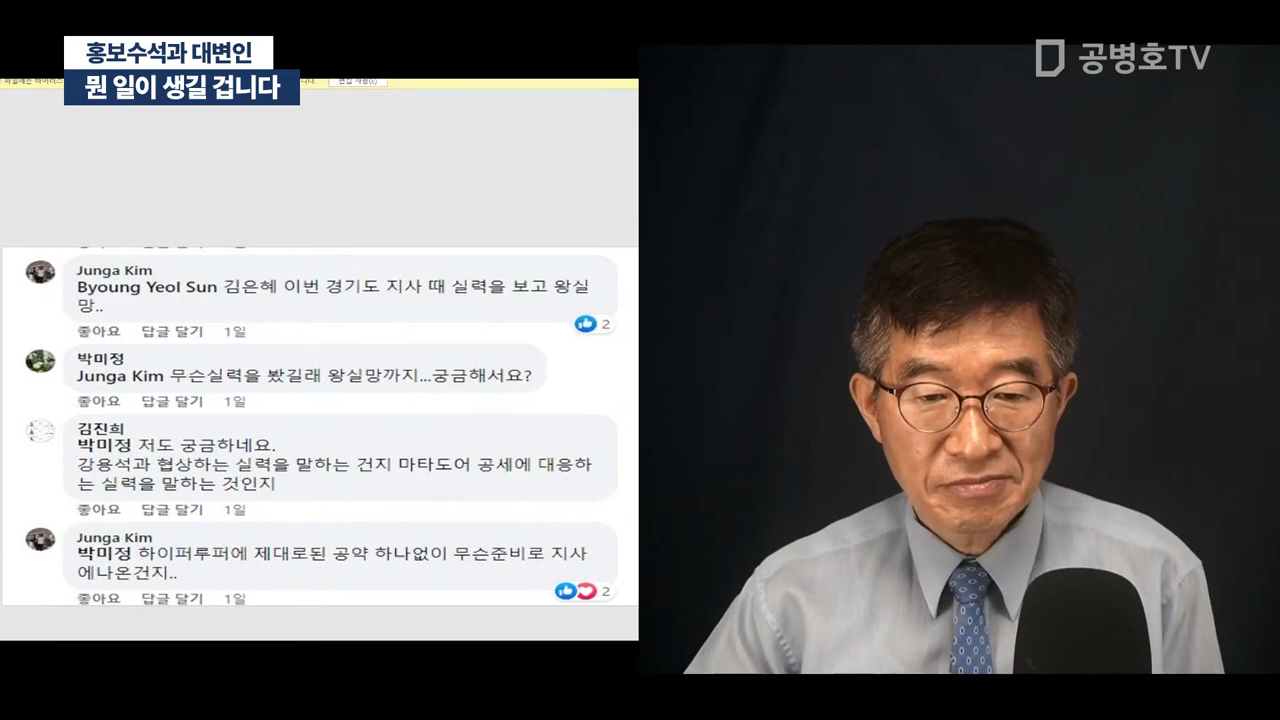 홍보수석과 대변인
뭔 일이 생길 겁니다
공병호TV
편집 사용(E)
Junga Kim
Byoung Yeol Sun 김은혜 이번 경기도 지사 때 실력을 보고 왕실
망..
좋아요 답글 달기 1일
2
박미정
Junga Kim 무슨실력을 봤길래 왕실망까지...궁금해서요?
좋아요 답글 달기 1일
김진희
박미정 저도 궁금하네요.
강용석과 협상하는 실력을 말하는 건지 마타도어 공세에 대응하
는 실력을 말하는 것인지
좋아요 답글 달기 1일
Junga Kim
박미정 하이퍼루퍼에 제대로된 공약 하나없이 무슨준비로 지사
에나온건지..
좋아요 답글 달기 1일
2